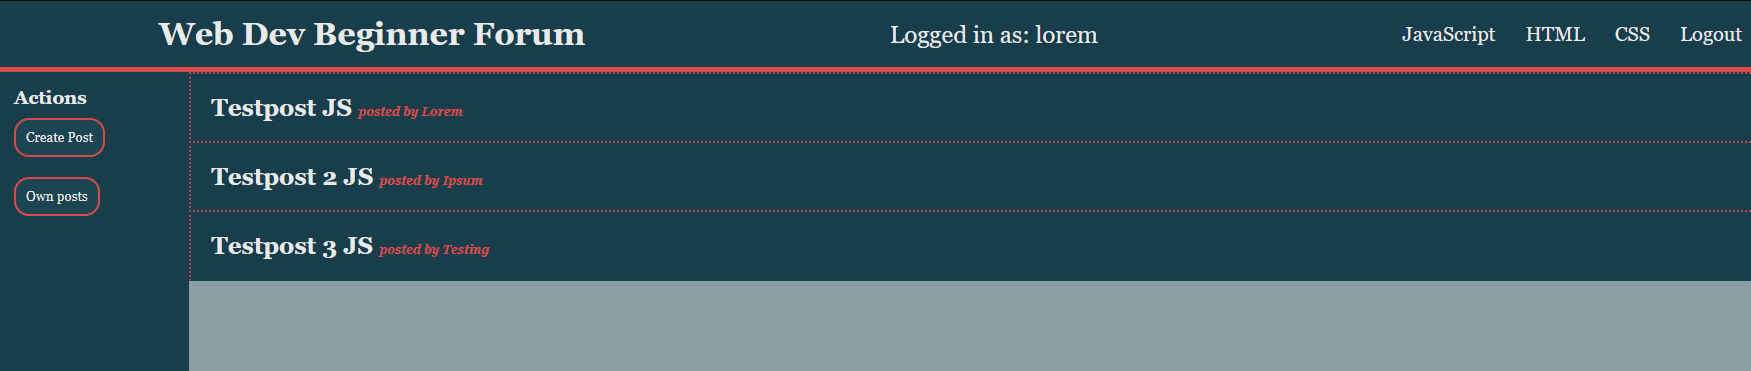 Web Dev Beginner Forum
Logged in as: lorem
JavaScript HTML CSS Logout
Actions
Create Post
Own posts
Testpost JS posted by Lorem
Testpost 2 JS posted by Ipsum
Testpost 3 JS posted by Testing